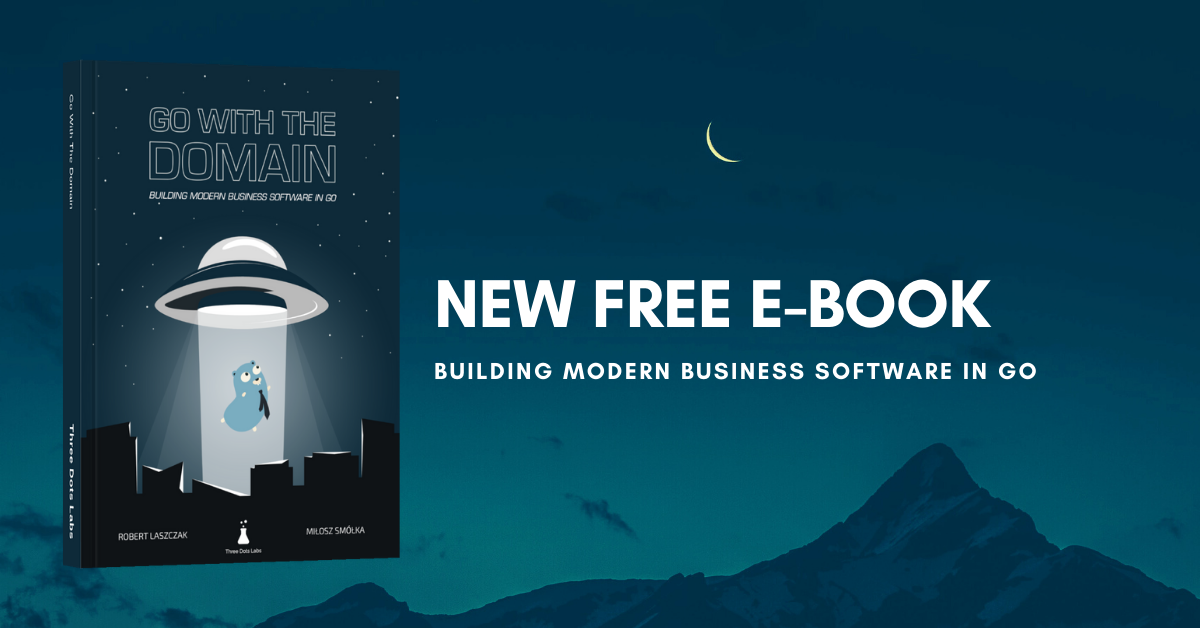 Go With The Domain
Three Dots Labs
GO WITH THE
DOMAIN
BUILDING MODERN BUSINESS SOFTWARE IN GO
ROBERT LASZCZAK
MIŁOSZ SMÓŁKA
Three Dots Labs
NEW FREE E-BOOK
BUILDING MODERN BUSINESS SOFTWARE IN GO